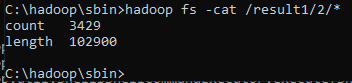 C:\hadoop\sbin>hadoop fs -cat /result1/2/*
count   3429
length  102900
C:\hadoop\sbin>